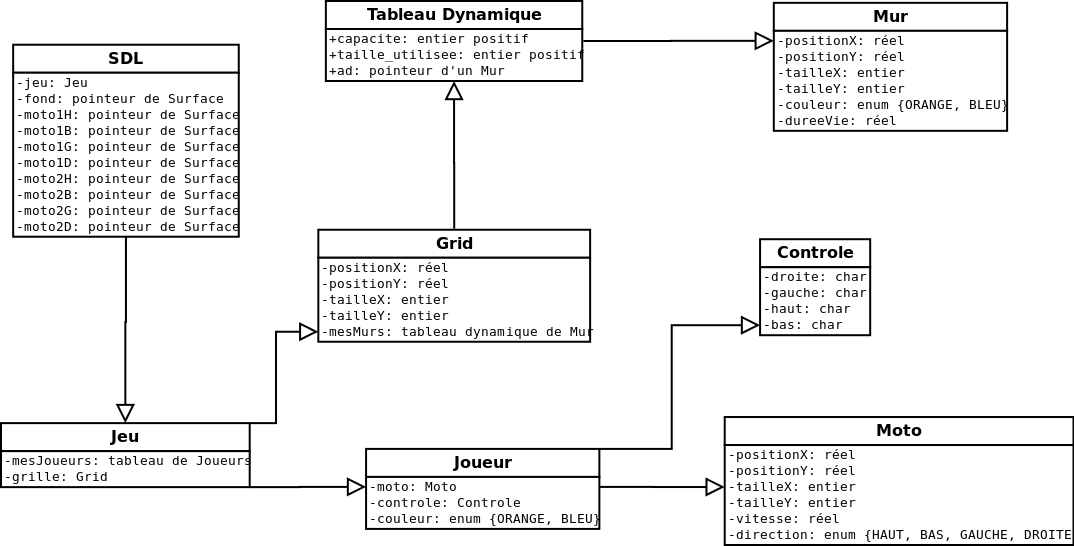 Tableau Dynamique
+capacite: entier positif
+taille_utilisee: entier positif
+ad: pointeur d'un Mur
Mur
-positionX: réel
-positionY: réel
-tailleX: entier
-tailleY: entier
-couleur: enum {ORANGE, BLEU}
-dureeVie: réel
SDL
-jeu: Jeu
-fond: pointeur de Surface
-moto1H: pointeur de Surface
-moto1B: pointeur de Surface
-moto1G: pointeur de Surface
-moto1D: pointeur de Surface
-moto2H: pointeur de Surface
-moto2B: pointeur de Surface
-moto2G: pointeur de Surface
-moto2D: pointeur de Surface
Grid
-positionX: réel
-positionY: réel
-tailleX: entier
-tailleY: entier
-mesMurs: tableau dynamique de Mur
Controle
-droite: char
-gauche: char
-haut: char
-bas: char
Jeu
-mesJoueurs: tableau de Joueurs
-grille: Grid
Joueur
-moto: Moto
-controle: Controle
-couleur: enum {ORANGE, BLEU}
Moto
-positionX: réel
-positionY: réel
-tailleX: entier
-tailleY: entier
-vitesse: réel
-direction: enum {HAUT, BAS, GAUCHE, DROITE